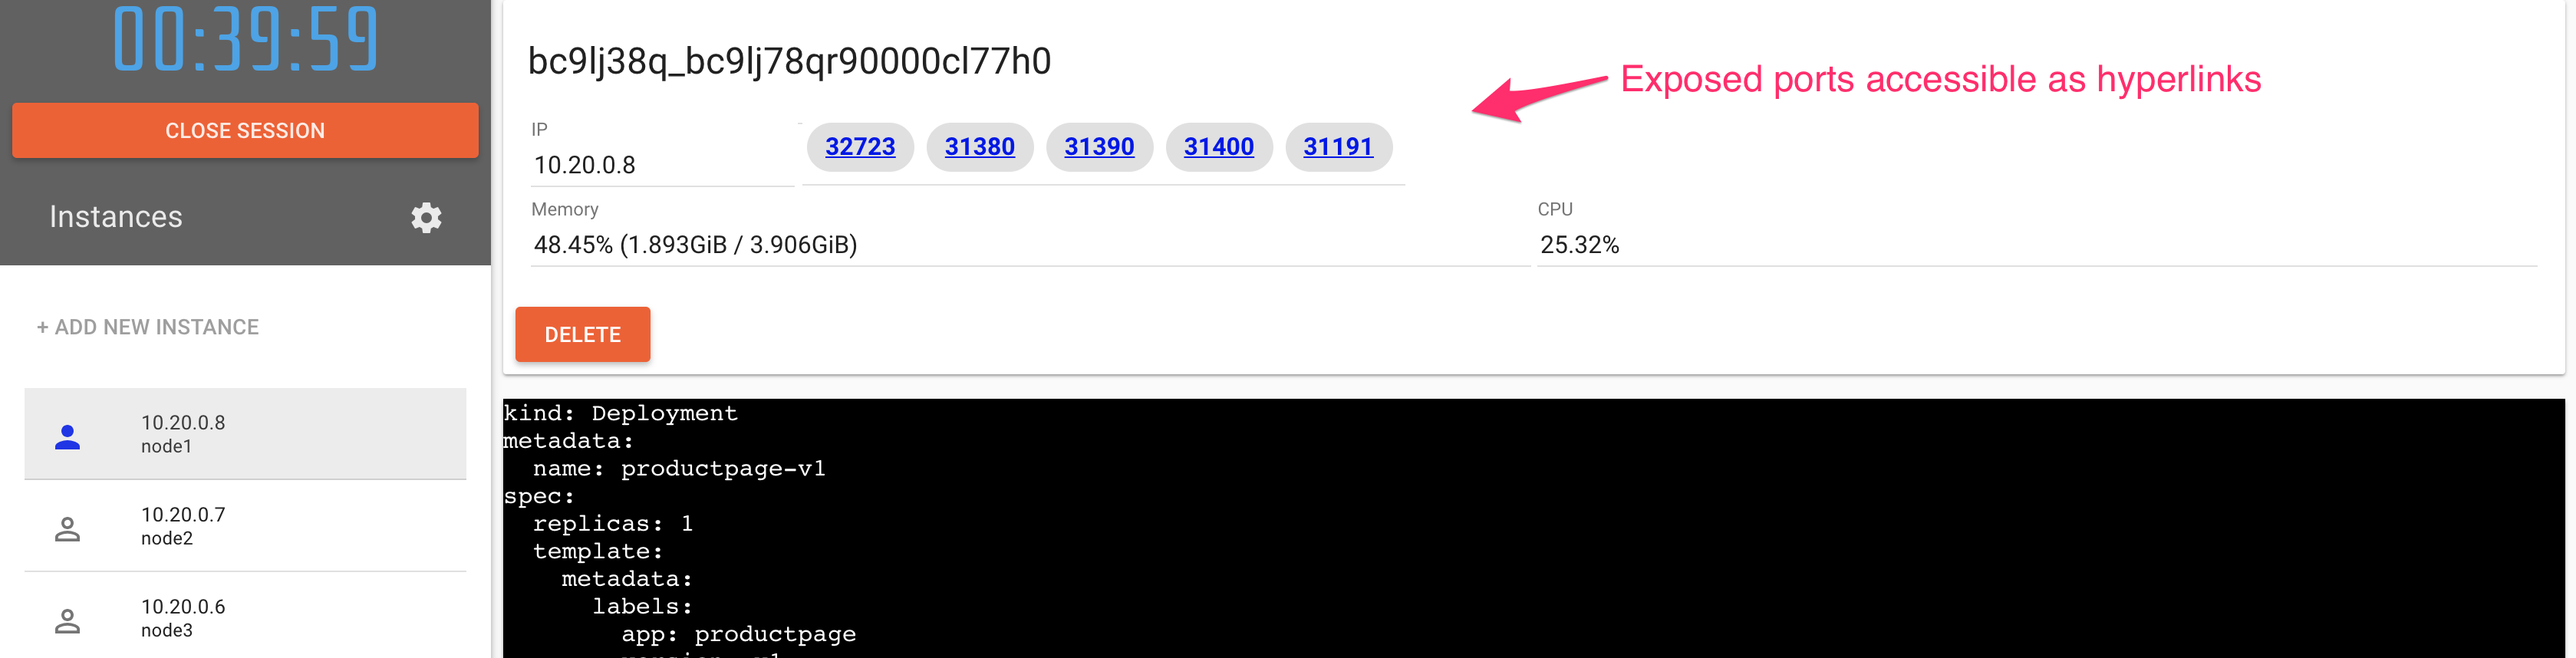 00:39:59
CLOSE SESSION
Instances
+ ADD NEW INSTANCE
10.20.0.8
node1
10.20.0.7
node2
10.20.0.6
node3
bc9lj38q_bc9lj78qr90000cl77h0
Exposed ports accessible as hyperlinks
IP
10.20.0.8
32723 31380 31390 31400 31191
Memory
48.45% (1.893GiB / 3.906GiB)
CPU
25.32%
DELETE
kind: Deployment
metadata:
  name: productpage-v1
spec:
  replicas: 1
  template:
    metadata:
      labels:
        app: productpage